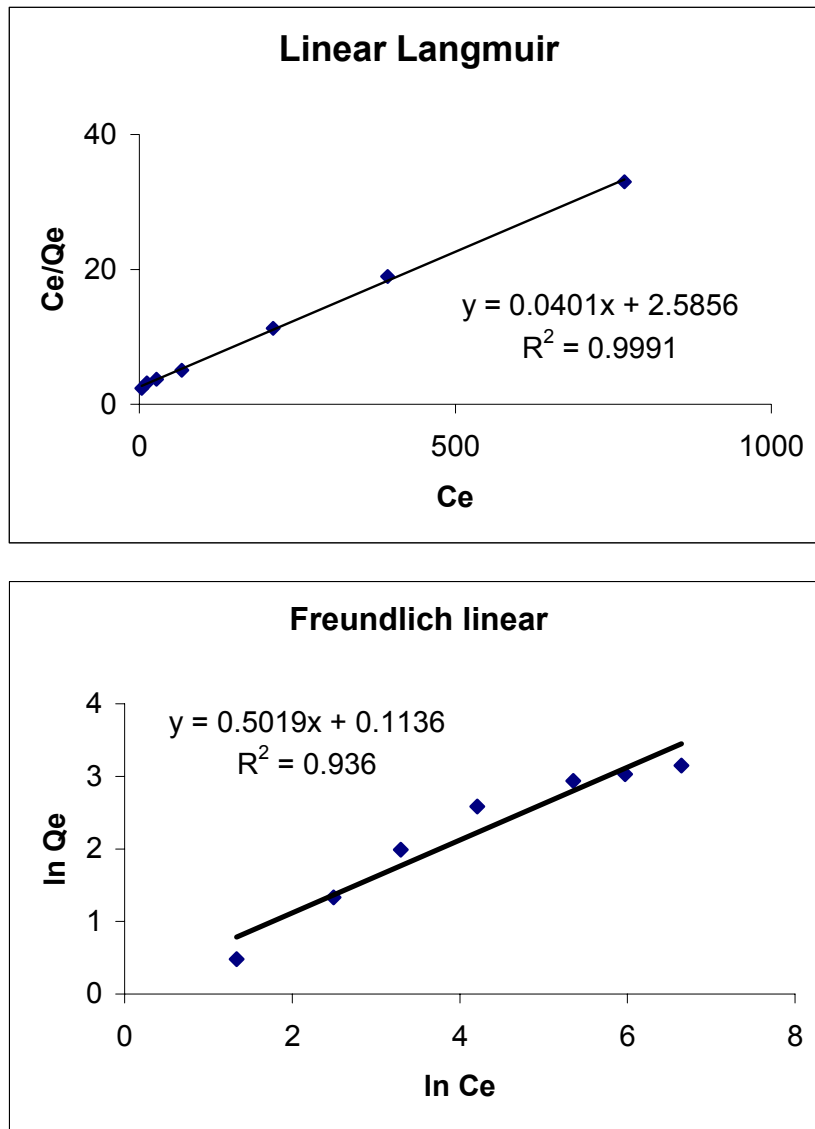 Linear Langmuir
40
20
0
Ce/Qe
y = 0.0401x + 2.5856
R² = 0.9991
0 500 1000
Ce
Freundlich linear
4
3
2
1
0
ln Qe
y = 0.5019x + 0.1136
R² = 0.936
0 2 4 6 8
ln Ce